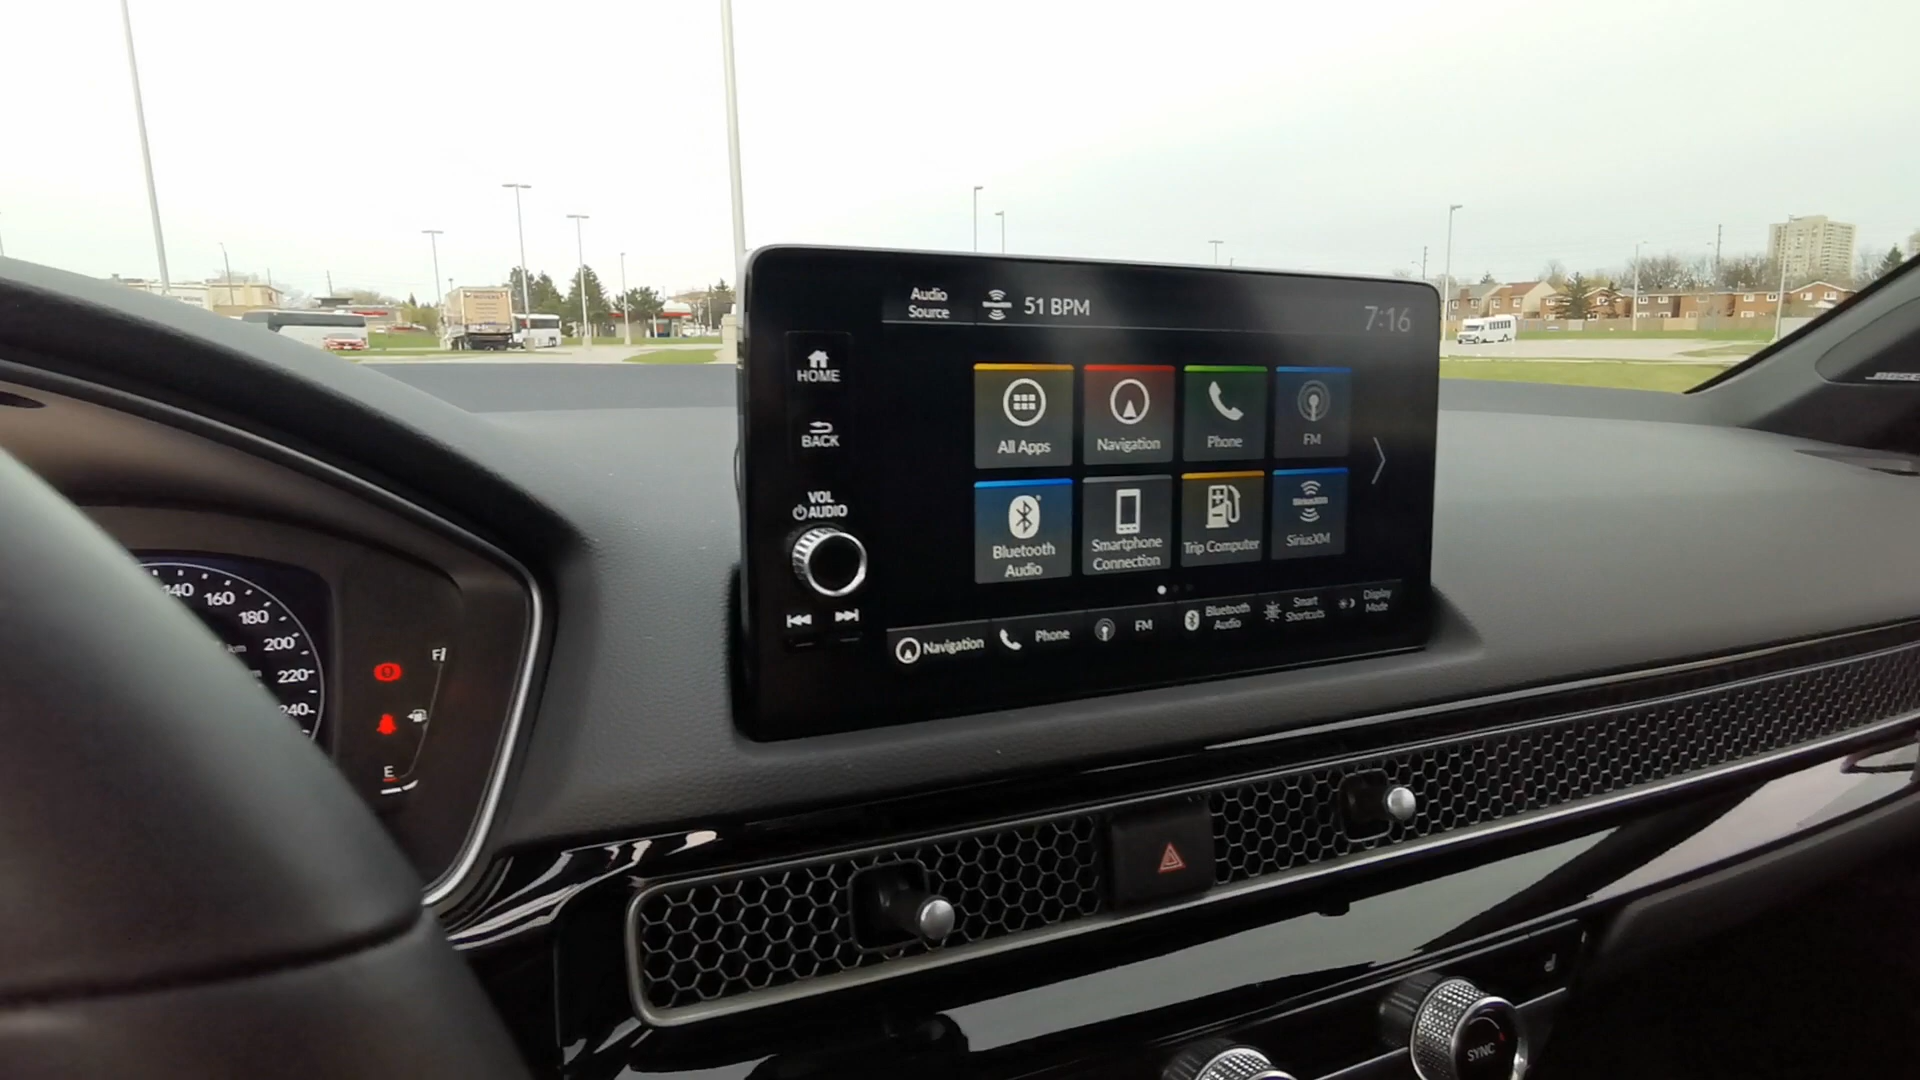 Audio
Source
51 BPM
7:16
HOME
BACK
VOL
AUDIO
All Apps
Navigation
Phone
FM
Bluetooth
Audio
Smartphone
Connection
Trip Computer
SiriusXM
Navigation
Phone
FM
Bluetooth
Audio
Smart
Shortcuts
Display
Mode
140
160
180
200
220
240
km
F
E
BOSE
SYNC